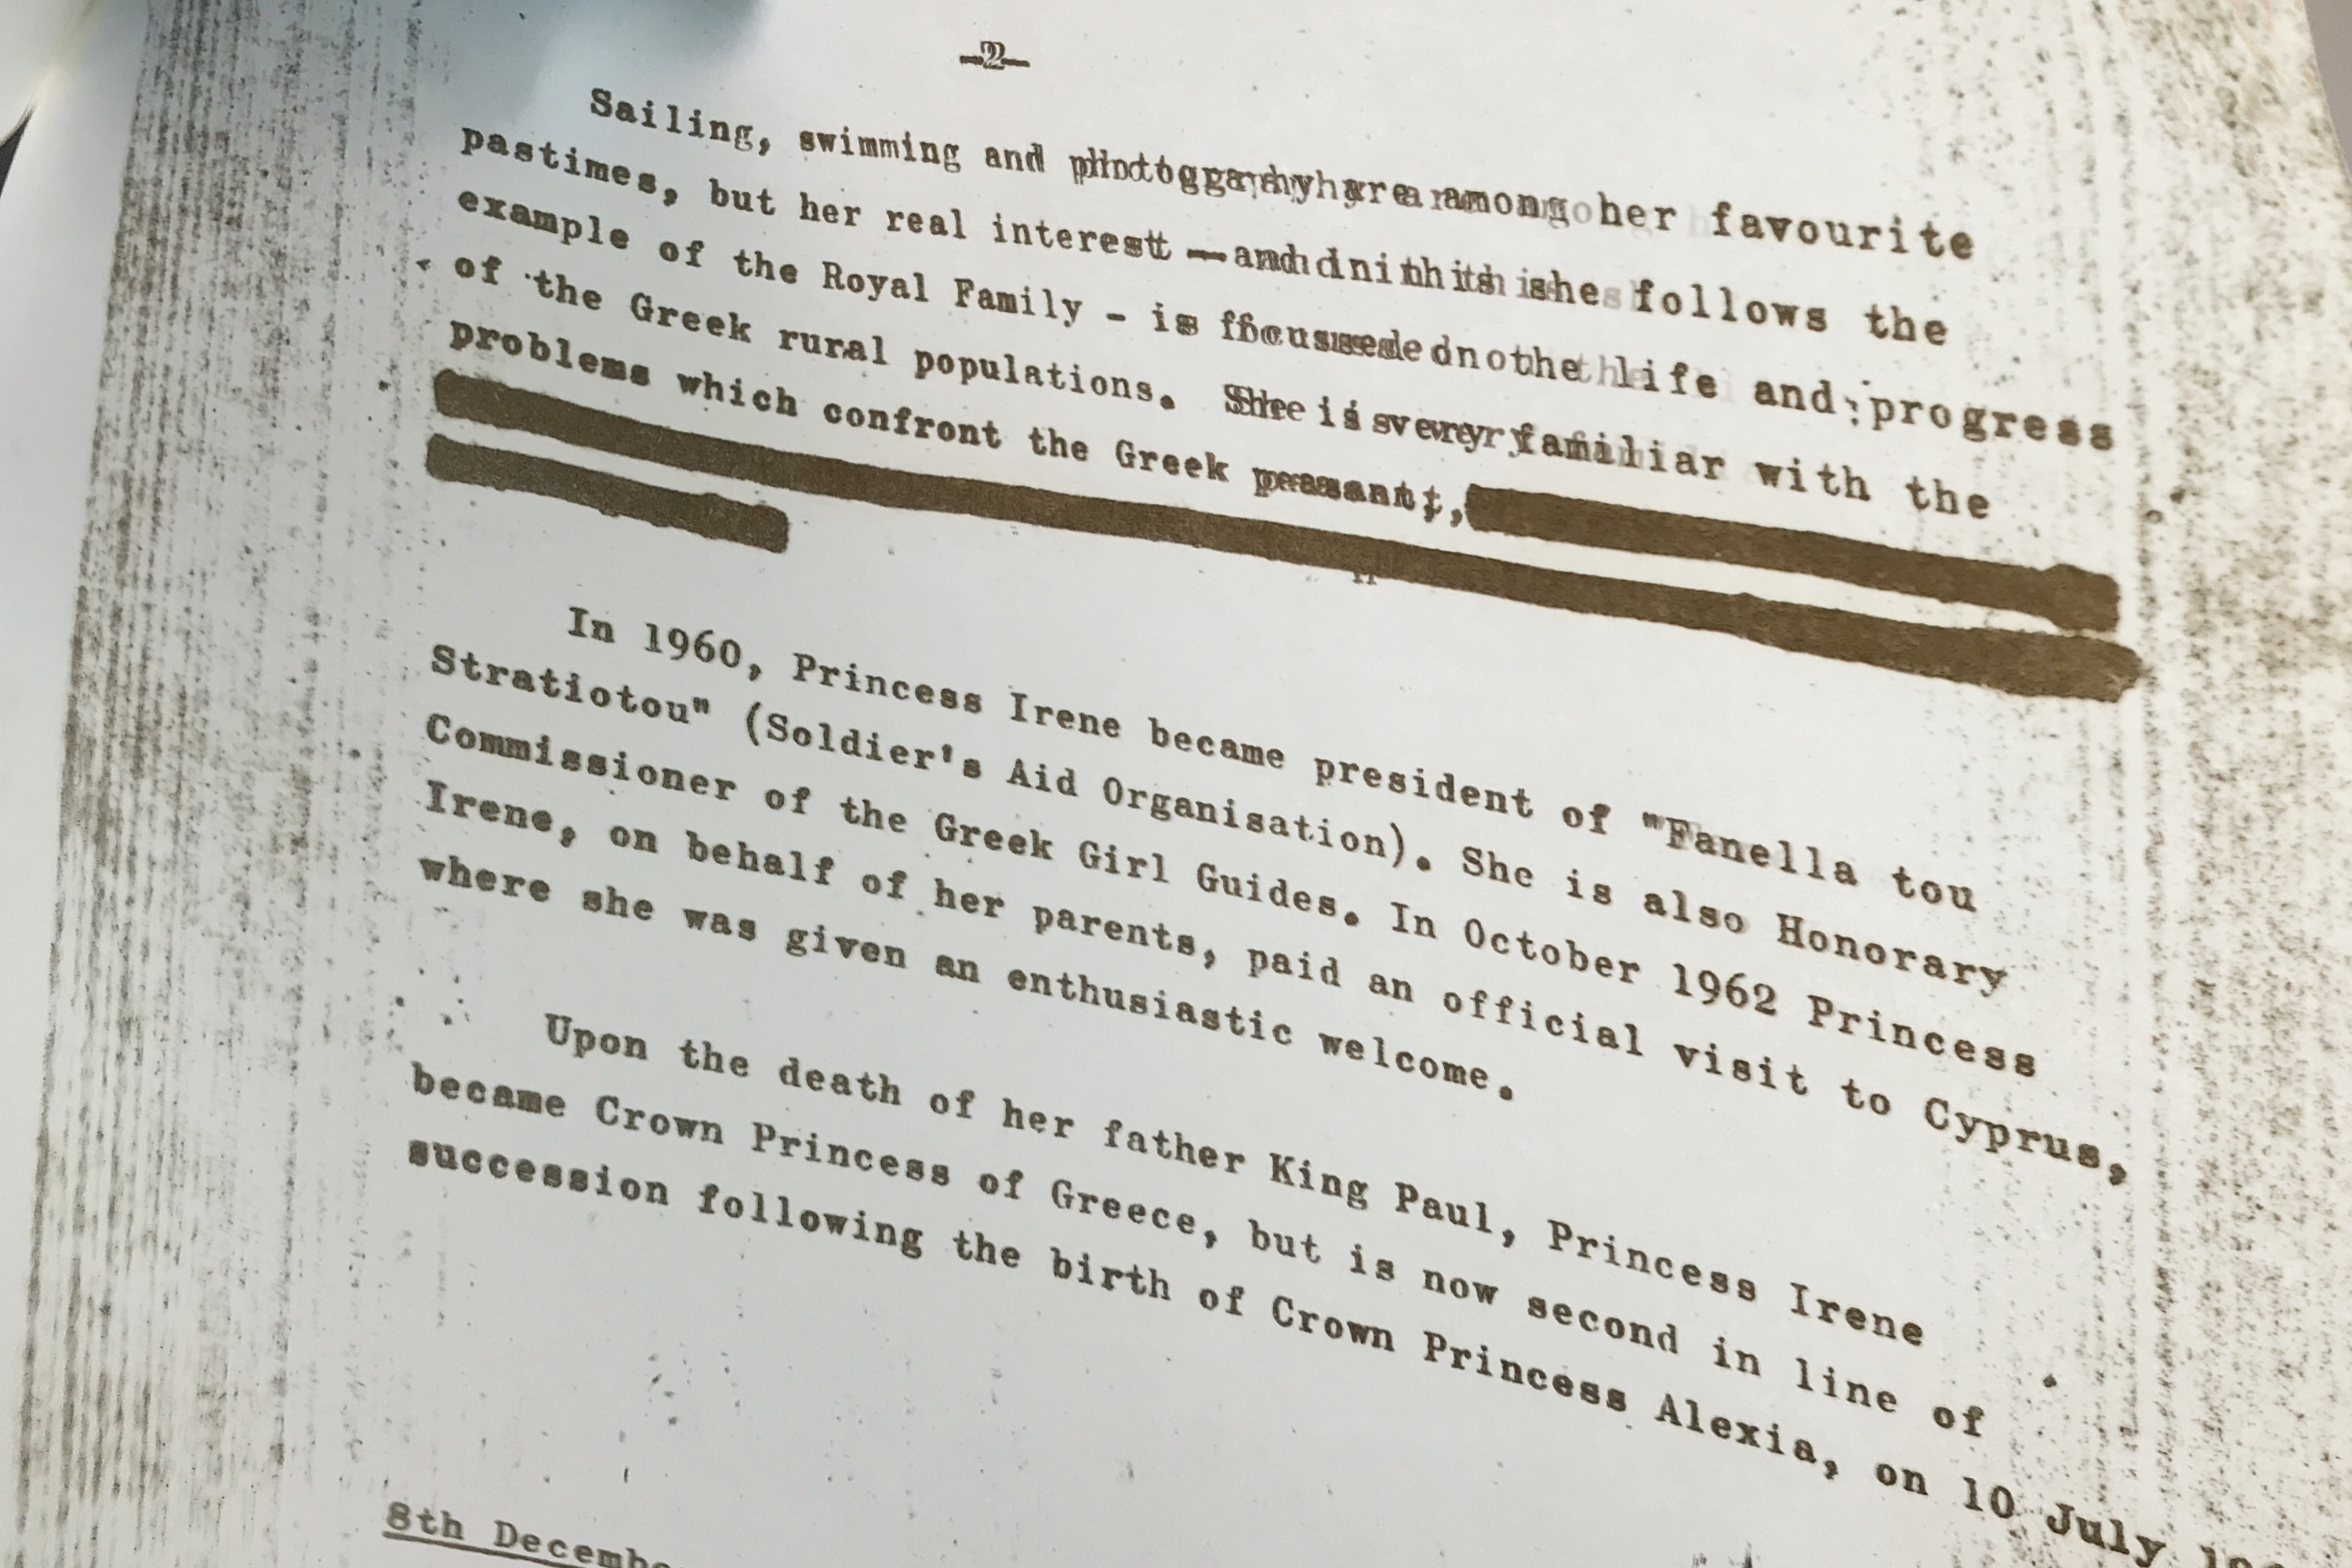 -2-
Sailing, swimming and photography are among her favourite
pastimes, but her real interest — and in this she follows the
example of the Royal Family - is focussed on the life and progress
of the Greek rural populations. She is very familiar with the
problems which confront the Greek peasant,
In 1960, Princess Irene became president of "Fanella tou
Stratiotou" (Soldier's Aid Organisation). She is also Honorary
Commissioner of the Greek Girl Guides. In October 1962 Princess
Irene, on behalf of her parents, paid an official visit to Cyprus,
where she was given an enthusiastic welcome.
Upon the death of her father King Paul, Princess Irene
became Crown Princess of Greece, but is now second in line of
succession following the birth of Crown Princess Alexia, on 10 July
8th